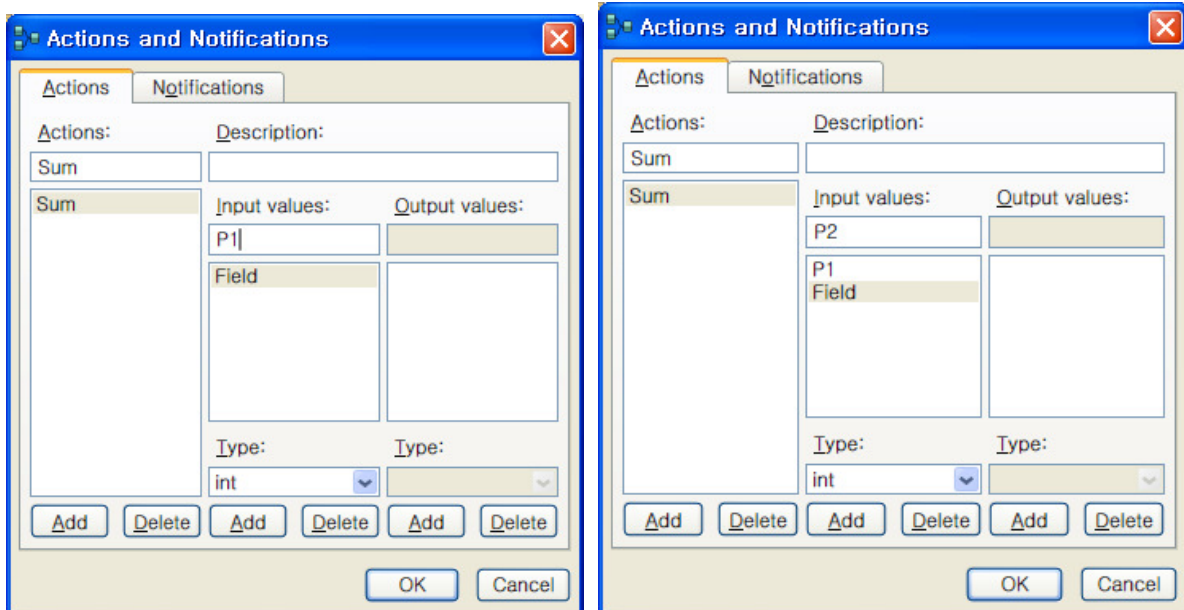 Actions and Notifications
Actions
Notifications
Actions:
Description:
Sum
Sum
Input values:
Output values:
P1
Field
Type:
Type:
int
Add
Delete
Add
Delete
Add
Delete
OK
Cancel
Actions and Notifications
Actions
Notifications
Actions:
Description:
Sum
Sum
Input values:
Output values:
P2
P1
Field
Type:
Type:
int
Add
Delete
Add
Delete
Add
Delete
OK
Cancel